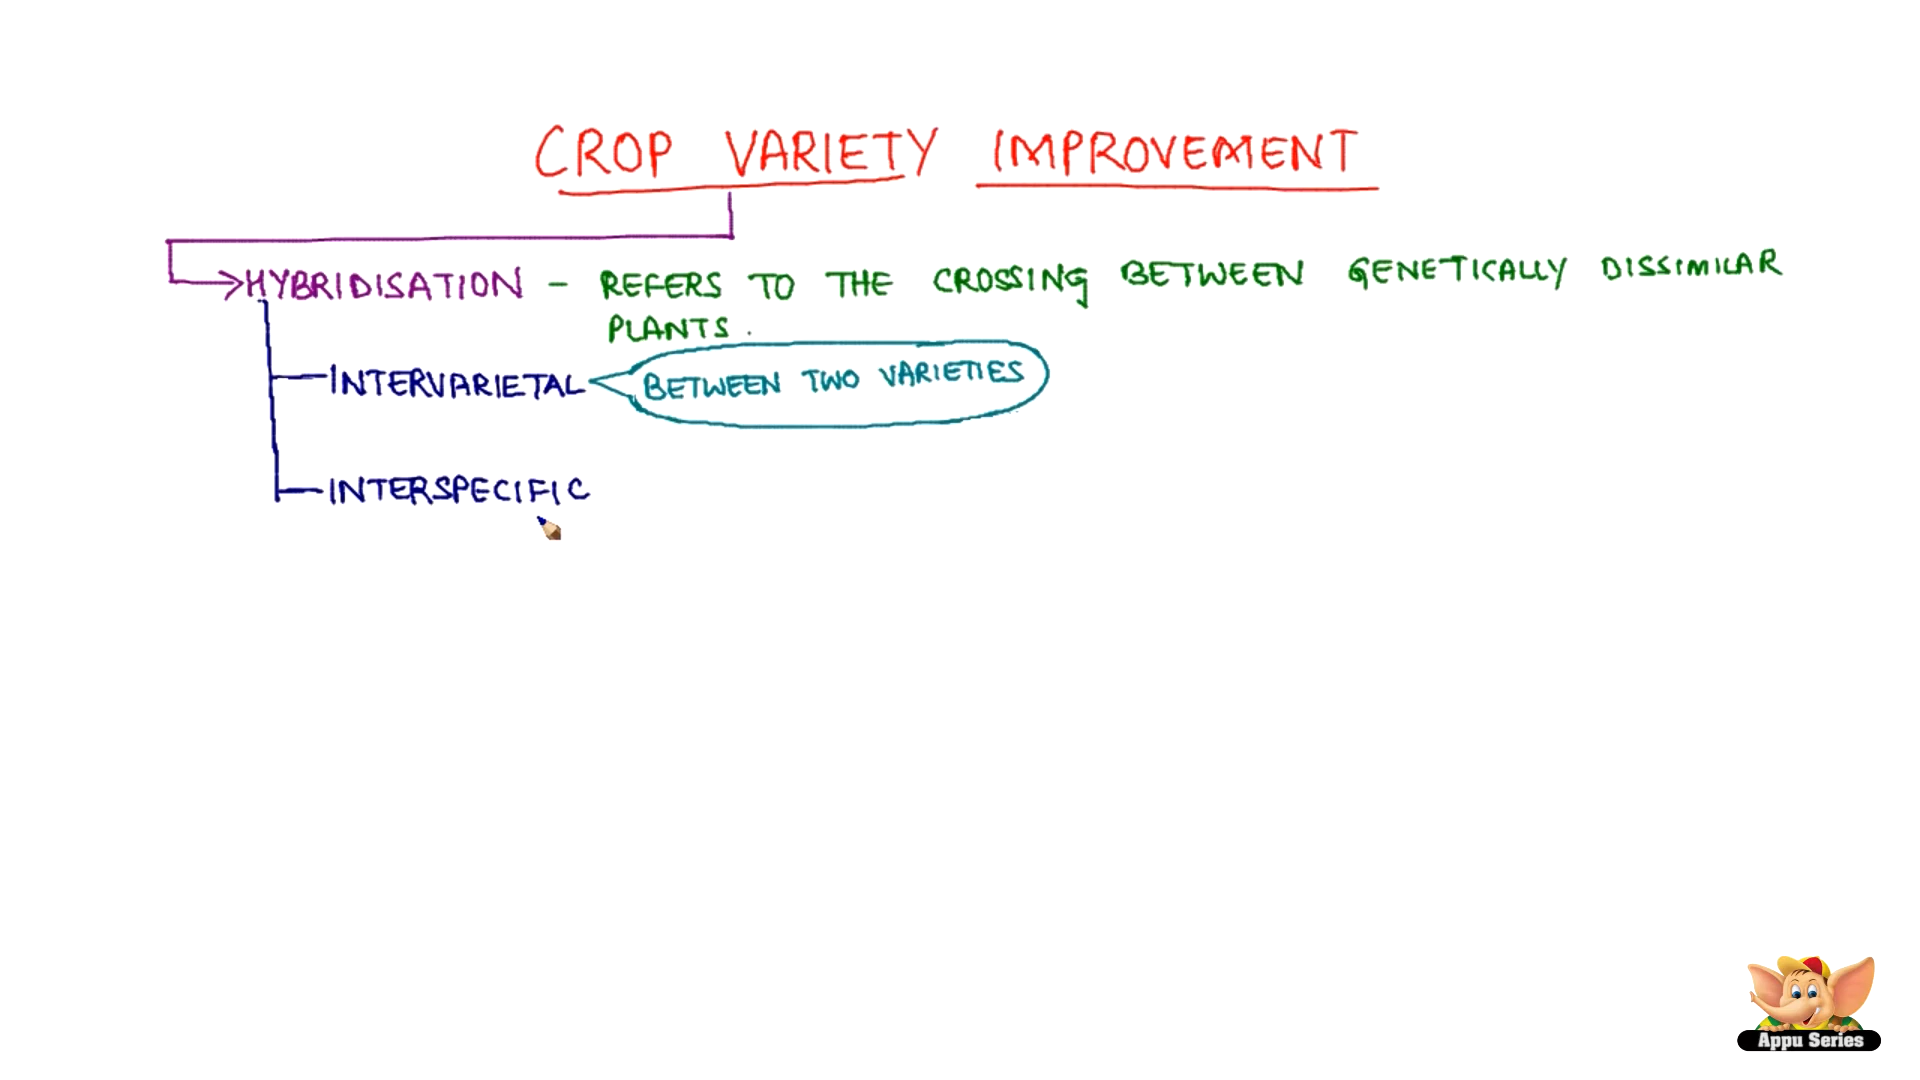 CROP VARIETY IMPROVEMENT
HYBRIDISATION - REFERS TO THE CROSSING BETWEEN GENETICALLY DISSIMILAR
PLANTS.
INTERVARIETAL BETWEEN TWO VARIETIES
INTERSPECIFIC
Appu Series